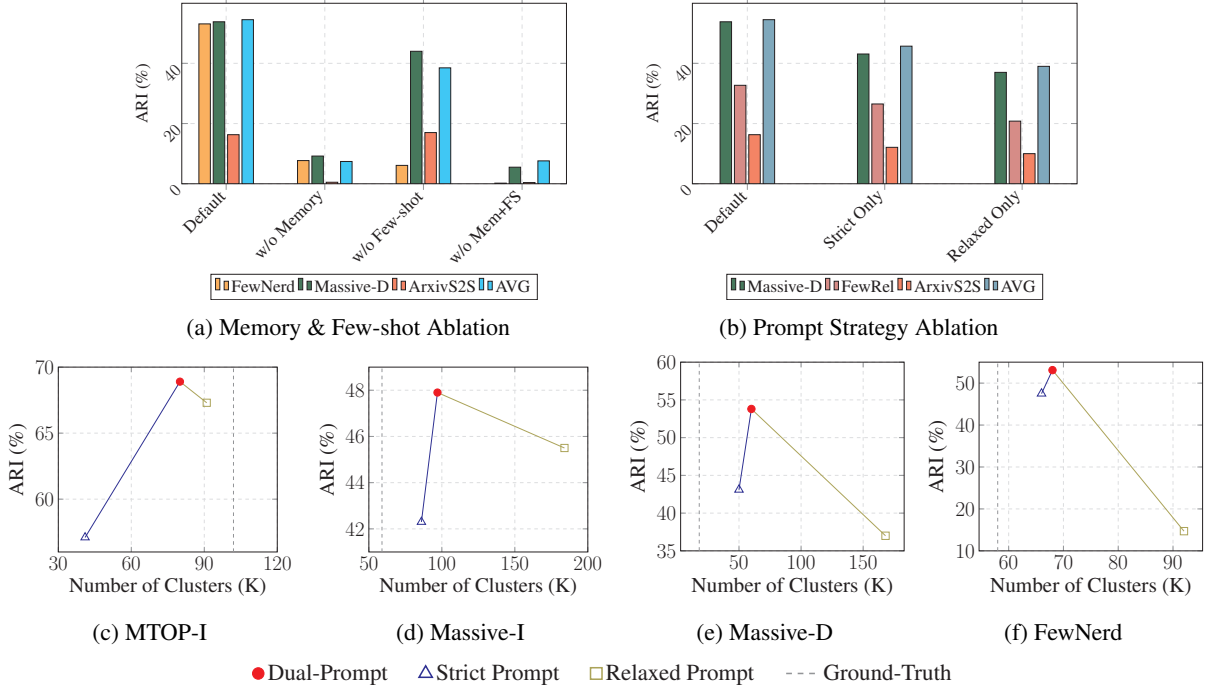 ARI (%)
0
20
40
Default
w/o Memory
w/o Few-shot
w/o Mem+FS
FewNerd Massive-D ArxivS2S AVG
(a) Memory & Few-shot Ablation
ARI (%)
0
20
40
Default
Strict Only
Relaxed Only
Massive-D FewRel ArxivS2S AVG
(b) Prompt Strategy Ablation
ARI (%)
70
65
60
30 60 90 120
Number of Clusters (K)
(c) MTOP-I
ARI (%)
48
46
44
42
50 100 150 200
Number of Clusters (K)
(d) Massive-I
ARI (%)
60
55
50
45
40
35
50 100 150
Number of Clusters (K)
(e) Massive-D
ARI (%)
50
40
30
20
10
60 70 80 90
Number of Clusters (K)
(f) FewNerd
Dual-Prompt Strict Prompt Relaxed Prompt Ground-Truth